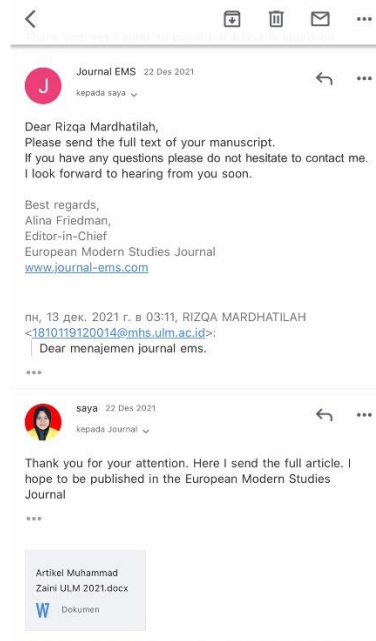 Journal EMS 22 Des 2021
kepada saya
J
Dear Rizqa Mardhatilah,
Please send the full text of your manuscript.
If you have any questions please do not hesitate to contact me.
I look forward to hearing from you soon.
Best regards,
Alina Friedman,
Editor-in-Chief
European Modern Studies Journal
www.journal-ems.com
пн, 13 дек. 2021 г. в 03:11, RIZQA MARDHATILAH
<1810119120014@mhs.ulm.ac.id>:
Dear menajemen journal ems.
saya 22 Des 2021
kepada Journal
Thank you for your attention. Here I send the full article. I
hope to be published in the European Modern Studies
Journal
Artikel Muhammad
Zaini ULM 2021.docx
W Dokumen